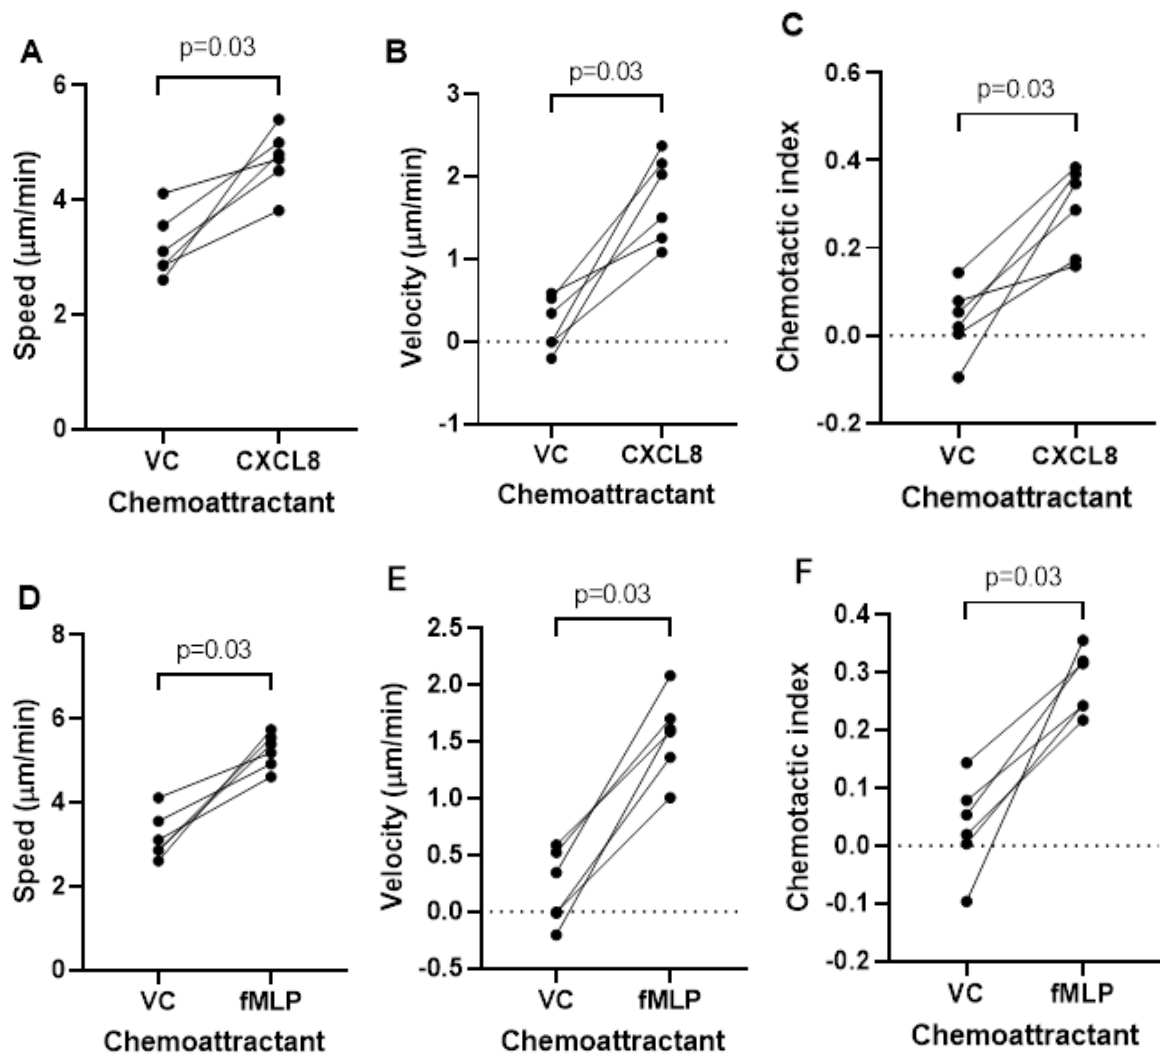 A
p=0.03
Speed (μm/min)
6
4
2
0
VC CXCL8
Chemoattractant
B
p=0.03
Velocity (μm/min)
3
2
1
0
-1
VC CXCL8
Chemoattractant
C
p=0.03
Chemotactic index
0.6
0.4
0.2
0.0
-0.2
VC CXCL8
Chemoattractant
D
p=0.03
Speed (μm/min)
8
6
4
2
0
VC fMLP
Chemoattractant
E
p=0.03
Velocity (μm/min)
2.5
2.0
1.5
1.0
0.5
0.0
-0.5
VC fMLP
Chemoattractant
F
p=0.03
Chemotactic index
0.4
0.3
0.2
0.1
0.0
-0.1
-0.2
VC fMLP
Chemoattractant